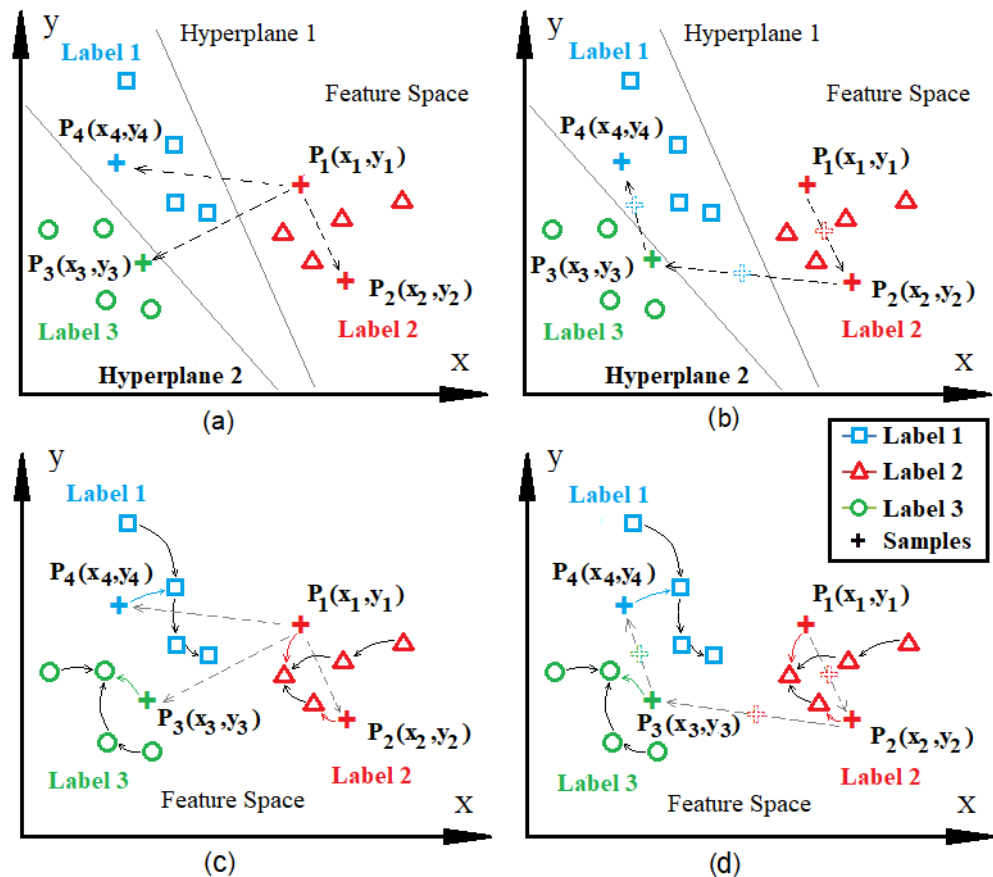 y
Hyperplane 1
Label 1
Feature Space
P4(x4,y4)
P1(x1,y1)
P3(x3,y3)
P2(x2,y2)
Label 3
Label 2
Hyperplane 2
x
(a)
y
Hyperplane 1
Label 1
Feature Space
P4(x4,y4)
P1(x1,y1)
P3(x3,y3)
P2(x2,y2)
Label 3
Label 2
Hyperplane 2
x
(b)
Label 1
Label 2
Label 3
Samples
y
Label 1
P4(x4,y4)
P1(x1,y1)
P3(x3,y3)
P2(x2,y2)
Label 3
Label 2
Feature Space
x
(c)
y
Label 1
P4(x4,y4)
P1(x1,y1)
P3(x3,y3)
P2(x2,y2)
Label 3
Label 2
Feature Space
x
(d)